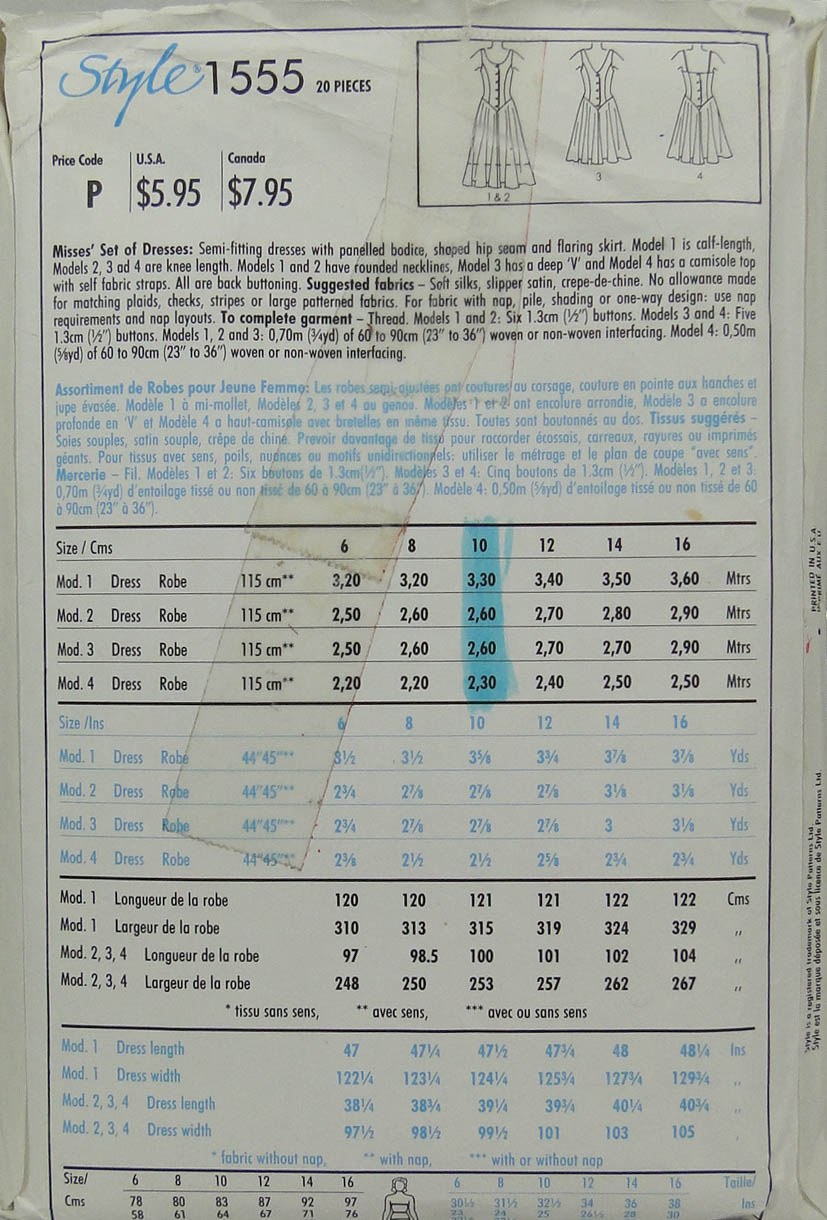 Style® 1555 20 PIECES
Price Code U.S.A. Canada
P $5.95 $7.95
1 & 2 3 4
Misses' Set of Dresses: Semi-fitting dresses with panelled bodice, shaped hip seam and flaring skirt. Model 1 is calf-length,
Models 2, 3 ad 4 are knee length. Models 1 and 2 have rounded necklines, Model 3 has a deep 'V' and Model 4 has a camisole top
with self fabric straps. All are back buttoning. Suggested fabrics – Soft silks, slipper satin, crepe-de-chine. No allowance made
for matching plaids, checks, stripes or large patterned fabrics. For fabric with nap, pile, shading or one-way design: use nap
requirements and nap layouts. To complete garment – Thread. Models 1 and 2: Six 1.3cm (½") buttons. Models 3 and 4: Five
1.3cm (½") buttons. Models 1, 2 and 3: 0,70m (¾yd) of 60 to 90cm (23" to 36") woven or non-woven interfacing. Model 4: 0,50m
(⅝yd) of 60 to 90cm (23" to 36") woven or non-woven interfacing.
Assortiment de Robes pour Jeune Femme: Les robes semi-ajustées ont coutures au corsage, couture en pointe aux hanches et
jupe évasée. Modèle 1 à mi-mollet, Modèles 2, 3 et 4 au genou. Modèles 1 et 2 ont encolure arrondie, Modèle 3 a encolure
profonde en 'V' et Modèle 4 a haut-camisole avec bretelles en même tissu. Toutes sont boutonnés au dos. Tissus suggérés –
Soies souples, satin souple, crêpe de chine. Prevoir davantage de tissu pour raccorder écossais, carreaux, rayures ou imprimés
géants. Pour tissus avec sens, poils, nuances ou motifs unidirectionnels: utiliser le métrage et le plan de coupe "avec sens".
Mercerie – Fil. Modèles 1 et 2: Six boutons de 1.3cm(½"). Modèles 3 et 4: Cinq boutons de 1.3cm (½"). Modèles 1, 2 et 3:
0,70m (¾yd) d'entoilage tissé ou non tissé de 60 à 90cm (23" à 36"). Modèle 4: 0,50m (⅝yd) d'entoilage tissé ou non tissé de 60
à 90cm (23" à 36").
Size / Cms 6 8 10 12 14 16
Mod. 1 Dress Robe 115 cm** 3,20 3,20 3,30 3,40 3,50 3,60 Mtrs
Mod. 2 Dress Robe 115 cm** 2,50 2,60 2,60 2,70 2,80 2,90 Mtrs
Mod. 3 Dress Robe 115 cm** 2,50 2,60 2,60 2,70 2,70 2,90 Mtrs
Mod. 4 Dress Robe 115 cm** 2,20 2,20 2,30 2,40 2,50 2,50 Mtrs
Size /Ins 6 8 10 12 14 16
Mod. 1 Dress Robe 44"45"** 3½ 3½ 3⅝ 3¾ 3⅞ 3⅞ Yds
Mod. 2 Dress Robe 44"45"** 2¾ 2⅞ 2⅞ 2⅞ 3⅛ 3⅛ Yds
Mod. 3 Dress Robe 44"45"** 2¾ 2⅞ 2⅞ 2⅞ 3 3⅛ Yds
Mod. 4 Dress Robe 44"45"** 2⅜ 2½ 2½ 2⅝ 2¾ 2¾ Yds
Mod. 1 Longueur de la robe 120 120 121 121 122 122 Cms
Mod. 1 Largeur de la robe 310 313 315 319 324 329 "
Mod. 2, 3, 4 Longueur de la robe 97 98.5 100 101 102 104 "
Mod. 2, 3, 4 Largeur de la robe 248 250 253 257 262 267 "
* tissu sans sens, ** avec sens, *** avec ou sans sens
Mod. 1 Dress length 47 47¼ 47½ 47¾ 48 48¼ Ins
Mod. 1 Dress width 122¼ 123¼ 124¼ 125¾ 127¾ 129¾ "
Mod. 2, 3, 4 Dress length 38¼ 38¾ 39¼ 39¾ 40¼ 40¾ "
Mod. 2, 3, 4 Dress width 97½ 98½ 99½ 101 103 105
* fabric without nap, ** with nap, *** with or without nap
Size/ 6 8 10 12 14 16 6 8 10 12 14 16 Taille/
Cms 78 80 83 87 92 97 30½ 31½ 32½ 34 36 38 Ins
58 61 64 67 71 76 24 25 26½ 28 30
PRINTED IN U.S.A.
Style is a registered trademark of Style Patterns Ltd.
Style est la marque déposée et sous licence de Style Patterns Ltd.